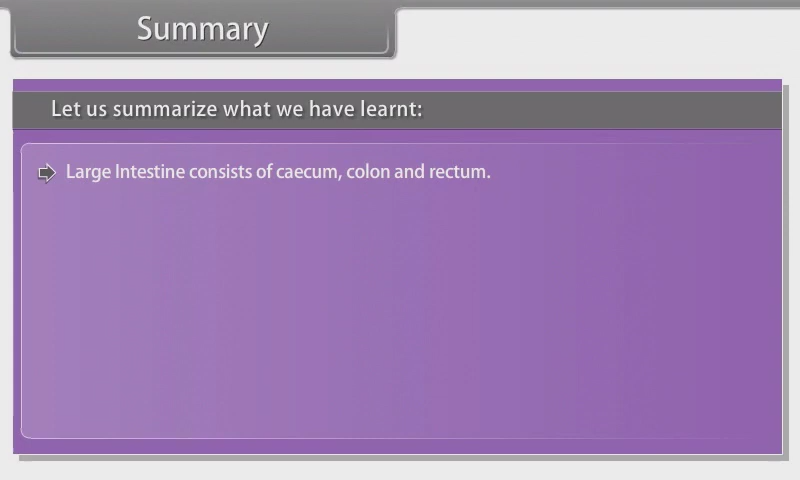 Summary
Let us summarize what we have learnt:
Large Intestine consists of caecum, colon and rectum.